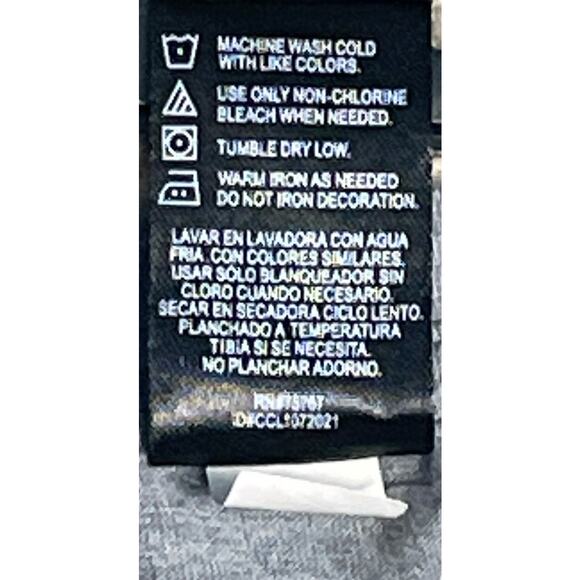 MACHINE WASH COLD
WITH LIKE COLORS.
USE ONLY NON-CHLORINE
BLEACH WHEN NEEDED.
TUMBLE DRY LOW.
WARM IRON AS NEEDED
DO NOT IRON DECORATION.
LAVAR EN LAVADORA CON AGUA
FRIA. CON COLORES SIMILARES.
USAR SOLO BLANQUEADOR SIN
CLORO CUANDO NECESARIO.
SECAR EN SECADORA CICLO LENTO.
PLANCHADO A TEMPERATURA
TIBIA SI SE NECESITA.
NO PLANCHAR ADORNO.